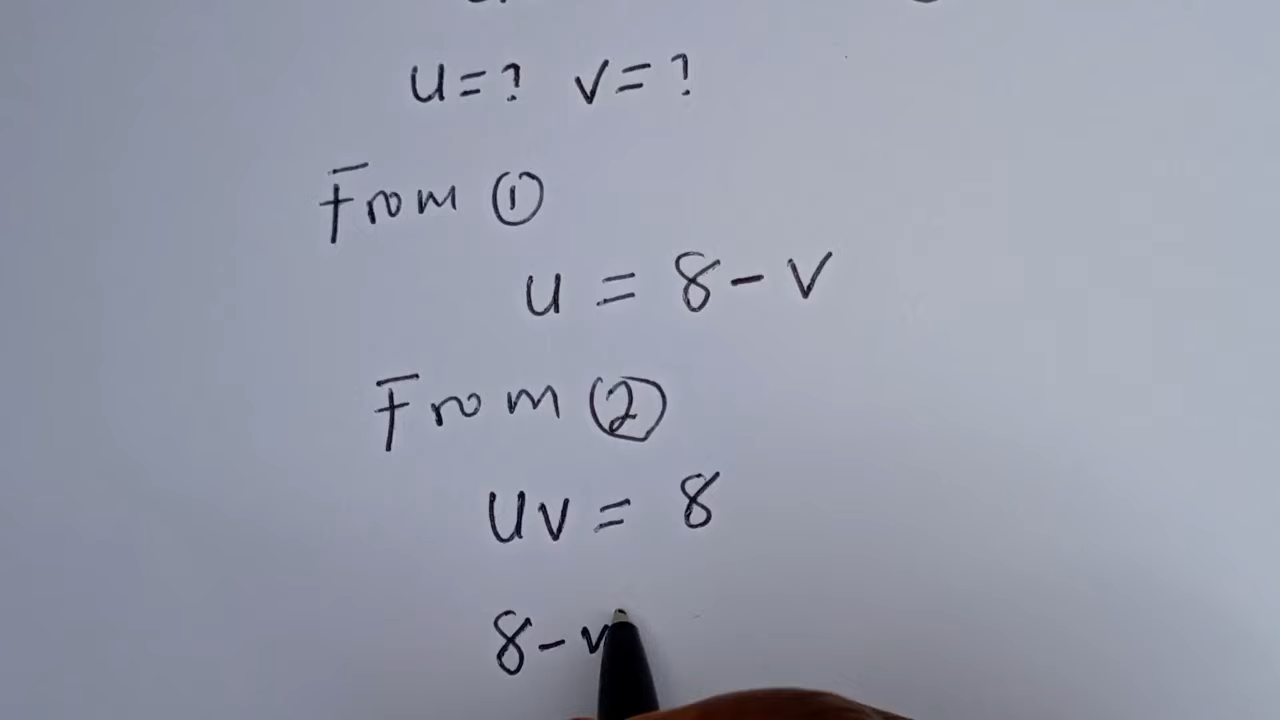 u = ? v = ?
From ①
u = 8 - v
From ②
uv = 8
8 - v